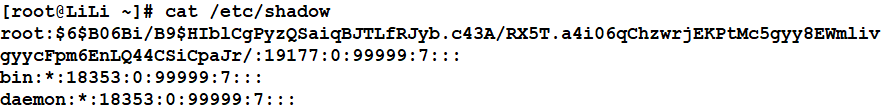 [root@LiLi ~]# cat /etc/shadow
root:$6$B06Bi/B9$HIblCgPyzQSaiqBJTLfRJyb.c43A/RX5T.a4i06qChzwrjEKPtMc5gyy8EWmliv
gyycFpm6EnLQ44CSiCpaJr/:19177:0:99999:7:::
bin:*:18353:0:99999:7:::
daemon:*:18353:0:99999:7:::